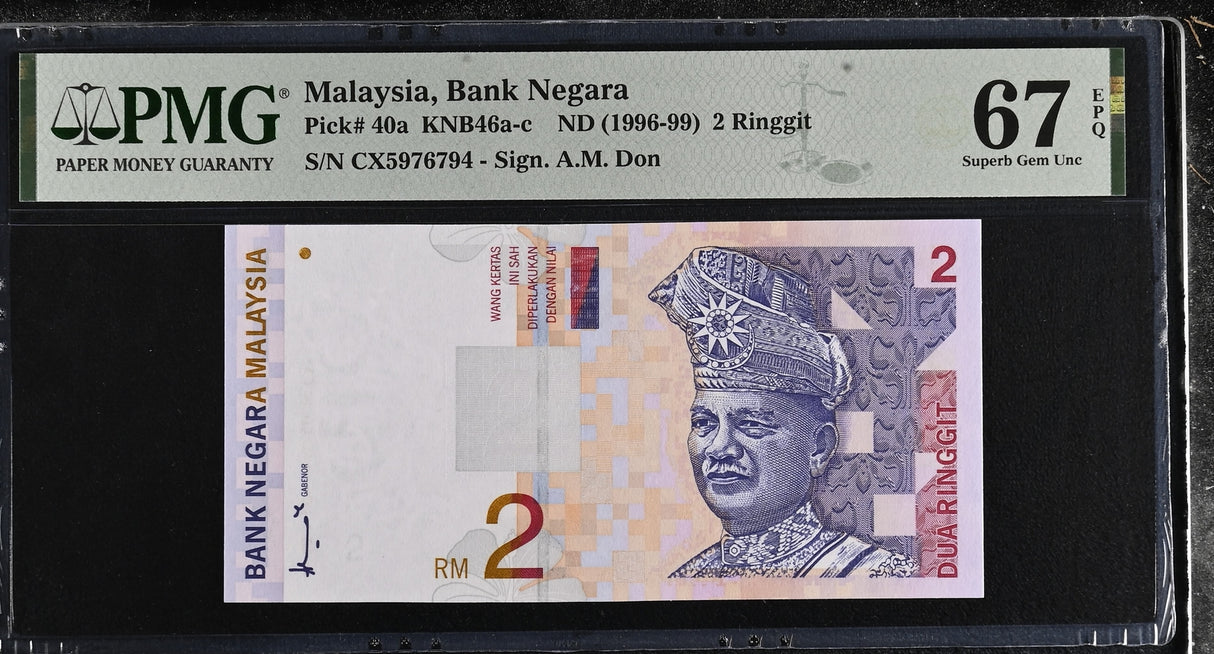 PMG®
PAPER MONEY GUARANTY
Malaysia, Bank Negara
Pick# 40a KNB46a-c ND (1996-99) 2 Ringgit
S/N CX5976794 - Sign. A.M. Don
67
EPQ
Superb Gem Unc
BANK NEGARA MALAYSIA
GABENOR
WANG KERTAS
INI SAH
DIPERLAKUKAN
DENGAN NILAI
RM 2
2
DUA RINGGIT